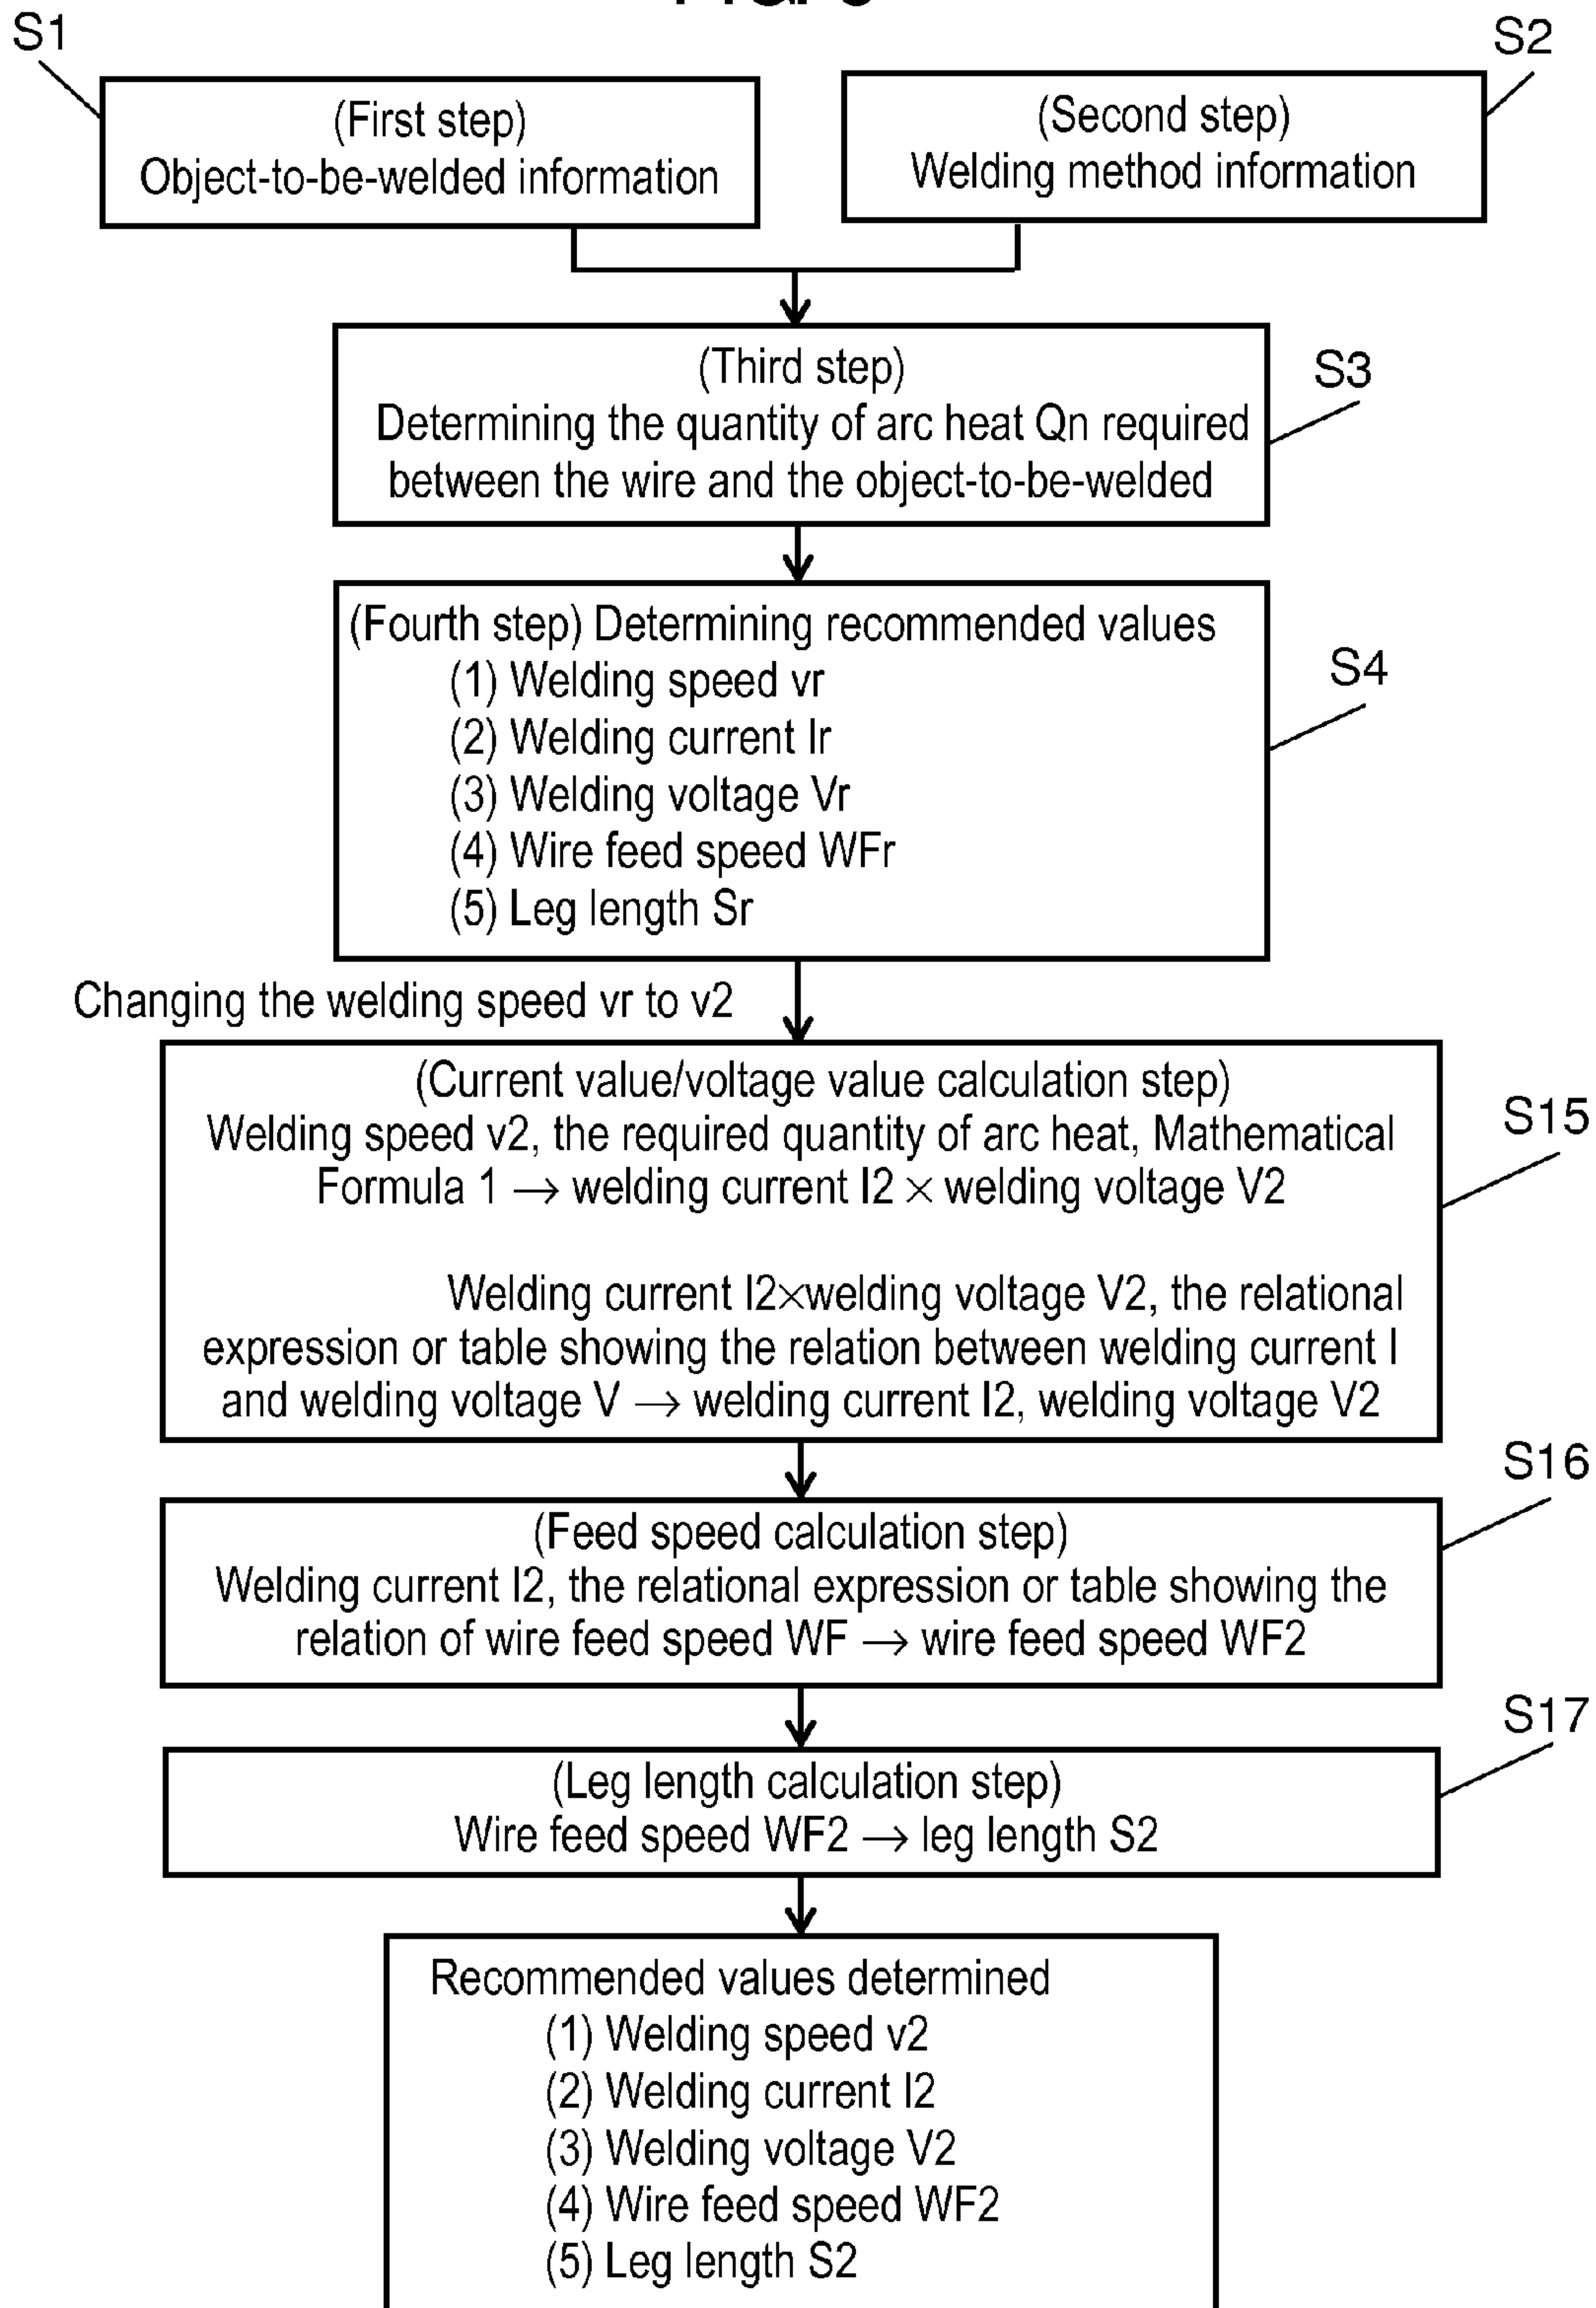 S1
S2
(First step)
Object-to-be-welded information
(Second step)
Welding method information
S3
(Third step)
Determining the quantity of arc heat Qn required
between the wire and the object-to-be-welded
S4
(Fourth step) Determining recommended values
(1) Welding speed vr
(2) Welding current Ir
(3) Welding voltage Vr
(4) Wire feed speed WFr
(5) Leg length Sr
Changing the welding speed vr to v2
S15
(Current value/voltage value calculation step)
Welding speed v2, the required quantity of arc heat, Mathematical
Formula 1 → welding current I2 × welding voltage V2
Welding current I2×welding voltage V2, the relational
expression or table showing the relation between welding current I
and welding voltage V → welding current I2, welding voltage V2
S16
(Feed speed calculation step)
Welding current I2, the relational expression or table showing the
relation of wire feed speed WF → wire feed speed WF2
S17
(Leg length calculation step)
Wire feed speed WF2 → leg length S2
Recommended values determined
(1) Welding speed v2
(2) Welding current I2
(3) Welding voltage V2
(4) Wire feed speed WF2
(5) Leg length S2